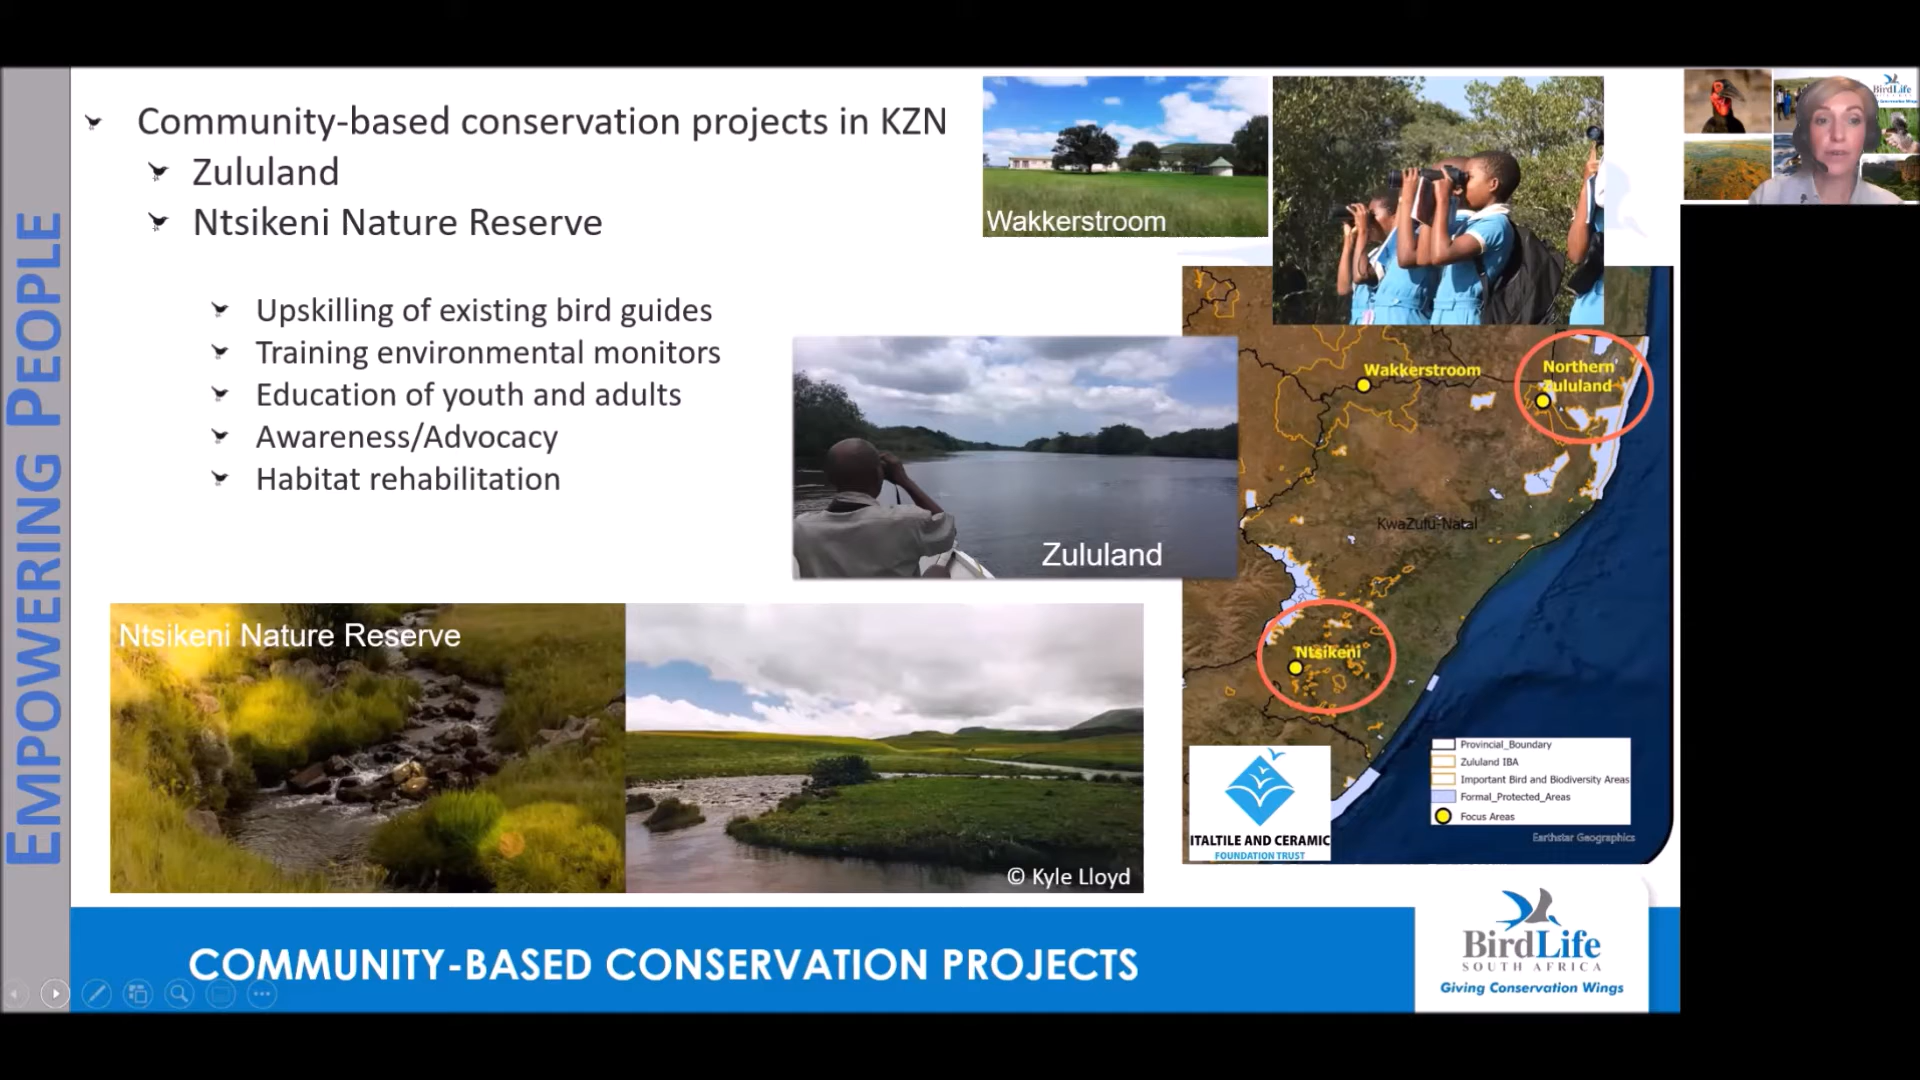 EMPOWERING PEOPLE
Community-based conservation projects in KZN
Zululand
Ntsikeni Nature Reserve
Upskilling of existing bird guides
Training environmental monitors
Education of youth and adults
Awareness/Advocacy
Habitat rehabilitation
Wakkerstroom
Zululand
Ntsikeni Nature Reserve
© Kyle Lloyd
Wakkerstroom
Northern
Zululand
KwaZulu-Natal
Ntsikeni
Provincial_Boundary
Zululand IBA
Important Bird and Biodiversity Areas
Formal_Protected_Areas
Focus Areas
Earthstar Geographics
ITALTILE AND CERAMIC
FOUNDATION TRUST
COMMUNITY-BASED CONSERVATION PROJECTS
BirdLife
SOUTH AFRICA
Giving Conservation Wings
BirdLife
Conservation Wings